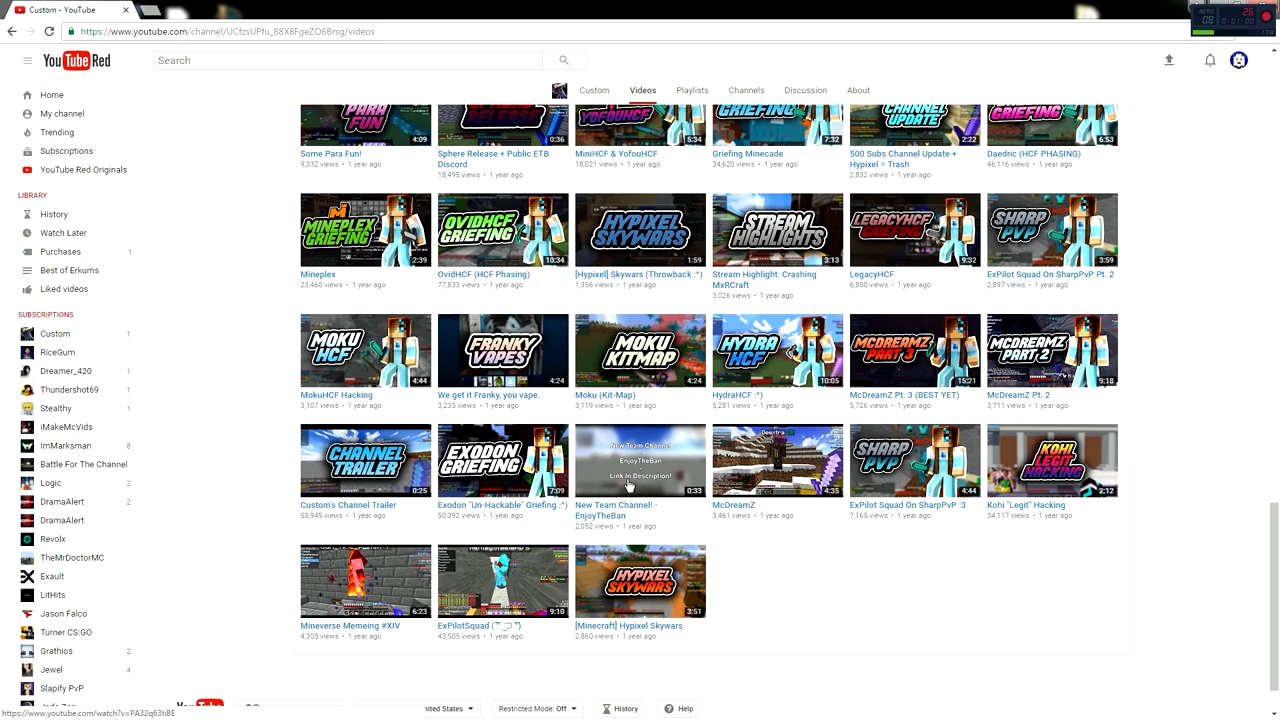 Custom - YouTube
https://www.youtube.com/channel/UCfzsUPfu_88X8FgeZO6Brsg/videos
YouTube Red
Search
Custom
Videos
Playlists
Channels
Discussion
About
Home
My channel
Trending
Subscriptions
YouTube Red Originals
LIBRARY
History
Watch Later
Purchases 1
Best of Erkums
Liked videos
SUBSCRIPTIONS
Custom 1
RiceGum
Dreamer_420 1
Thundershot69 1
Stealthy 1
iMakeMcVids
ImMarksman 8
Battle For The Channel
Logic 2
DramaAlert 2
DramaAlert
Revolx
TheMrDoctorMC
Exault
LitHits
Jason Falco
Turner CS:GO
Grathios 2
Jewel 4
Slapify PvP
PARA FUN
4:09
Some Para Fun!
9,332 views • 1 year ago
RELEASE
0:36
Sphere Release + Public ETB Discord
18,495 views • 1 year ago
YOFOUHCF
5:34
MiniHCF & YofouHCF
18,021 views • 1 year ago
GRIEFING
7:32
Griefing Minecade
34,620 views • 1 year ago
CHANNEL UPDATE
2:22
500 Subs Channel Update + Hypixel = Trash
2,832 views • 1 year ago
GRIEFING
6:53
Daedric (HCF PHASING)
46,116 views • 1 year ago
MINEPLEX GRIEFING
2:39
Mineplex
23,460 views • 1 year ago
OVIDHCF GRIEFING
10:34
OvidHCF (HCF Phasing)
77,833 views • 1 year ago
HYPIXEL SKYWARS
1:59
[Hypixel] Skywars (Throwback :^)
1,356 views • 1 year ago
STREAM HIGHLIGHTS
3:13
Stream Highlight: Crashing MxRCraft
3,026 views • 1 year ago
LEGACYHCF GRIEFING
9:32
LegacyHCF
6,800 views • 1 year ago
SHARP PVP
3:59
ExPilot Squad On SharpPvP Pt. 2
2,897 views • 1 year ago
MOKU HCF
4:44
MokuHCF Hacking
3,107 views • 1 year ago
FRANKY VAPES
4:24
We get it Franky, you vape.
3,235 views • 1 year ago
MOKU KITMAP
4:24
Moku (Kit-Map)
3,119 views • 1 year ago
HYDRA HCF
10:05
HydraHCF :^)
5,281 views • 1 year ago
MCDREAMZ PART 3
15:21
McDreamZ Pt. 3 (BEST YET)
5,726 views • 1 year ago
MCDREAMZ PART 2
9:18
McDreamZ Pt. 2
3,711 views • 1 year ago
CHANNEL TRAILER
0:25
Custom's Channel Trailer
50,945 views • 1 year ago
EXODON GRIEFING
7:09
Exodon "Un-Hackable" Griefing :^)
50,392 views • 1 year ago
New Team Channel
EnjoyTheBan
Link In Description!
0:33
New Team Channel! - EnjoyTheBan
2,052 views • 1 year ago
4:35
McDreamZ
3,461 views • 1 year ago
SHARP PVP
4:44
ExPilot Squad On SharpPvP :3
7,165 views • 1 year ago
KOHI LEGIT HACKING
2:12
Kohi "Legit" Hacking
34,117 views • 1 year ago
6:23
Mineverse Memeing #XIV
4,305 views • 1 year ago
9:10
ExPilotSquad ( ͡° ͜ʖ ͡°)
43,505 views • 1 year ago
HYPIXEL SKYWARS
3:51
[Minecraft] Hypixel Skywars
2,860 views • 1 year ago
Restricted Mode: Off
History
Help
https://www.youtube.com/watch?v=PA32q63tiBE